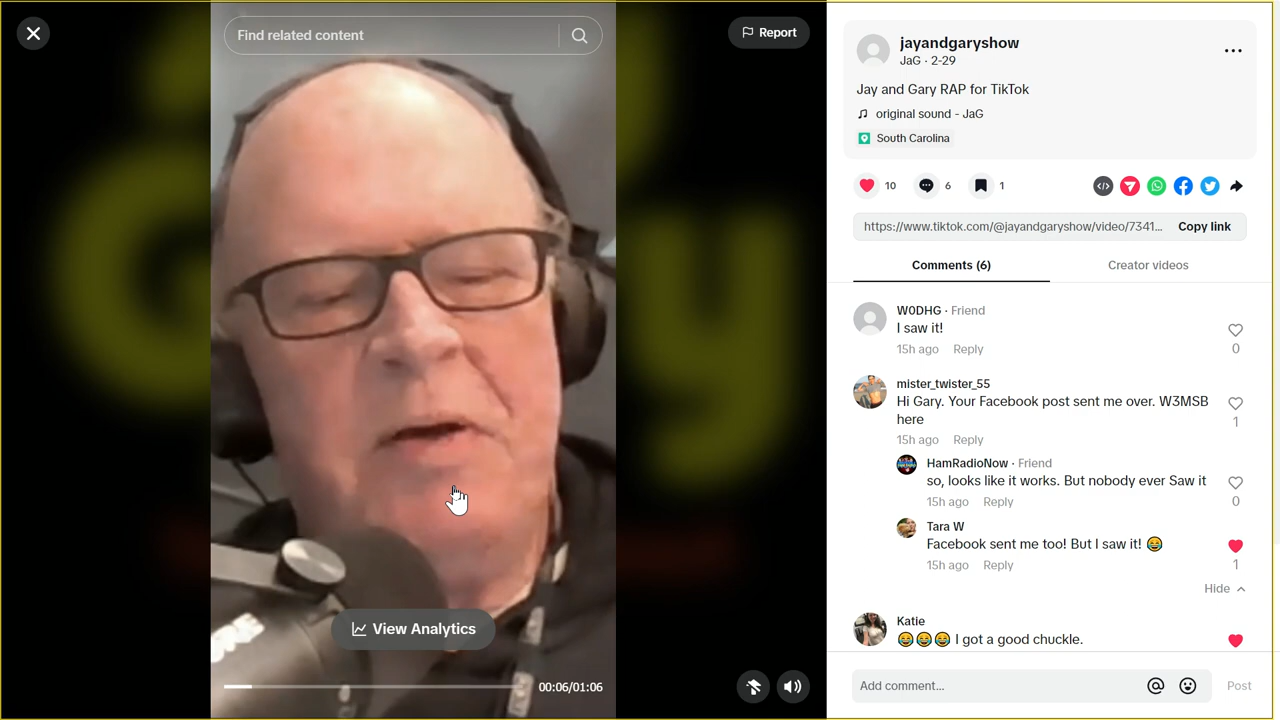 Find related content
Report
View Analytics
00:06/01:06
jayandgaryshow
JaG · 2-29
Jay and Gary RAP for TikTok
original sound - JaG
South Carolina
10
6
1
https://www.tiktok.com/@jayandgaryshow/video/7341...
Copy link
Comments (6)
Creator videos
W0DHG · Friend
I saw it!
15h ago Reply
0
mister_twister_55
Hi Gary. Your Facebook post sent me over. W3MSB
here
1
15h ago Reply
HamRadioNow · Friend
so, looks like it works. But nobody ever Saw it
15h ago Reply
0
Tara W
Facebook sent me too! But I saw it! 😂
15h ago Reply
1
Hide
Katie
😂😂😂 I got a good chuckle.
Add comment...
Post